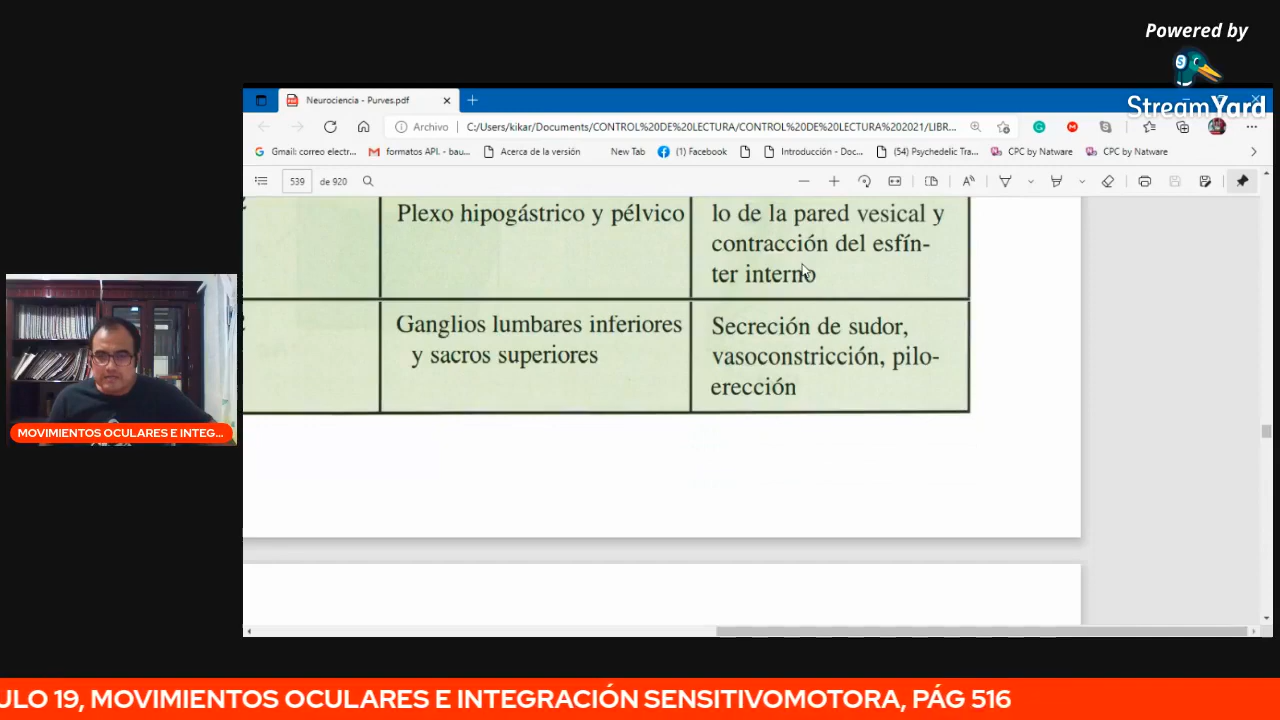 Powered by
StreamYard
Neurociencia - Purves.pdf
Archivo C:/Users/kikar/Documents/CONTROL%20DE%20LECTURA/CONTROL%20DE%20LECTURA%202021/LIBR...
Gmail: correo electr... formatos API. - bau... Acerca de la versión New Tab (1) Facebook Introducción - Doc... (54) Psychedelic Tra... CPC by Natware CPC by Natware
539 de 920
Plexo hipogástrico y pélvico
lo de la pared vesical y
contracción del esfín-
ter interno
Ganglios lumbares inferiores
y sacros superiores
Secreción de sudor,
vasoconstricción, pilo-
erección
MOVIMIENTOS OCULARES E INTEG...
ULO 19, MOVIMIENTOS OCULARES E INTEGRACIÓN SENSITIVOMOTORA, PÁG 516